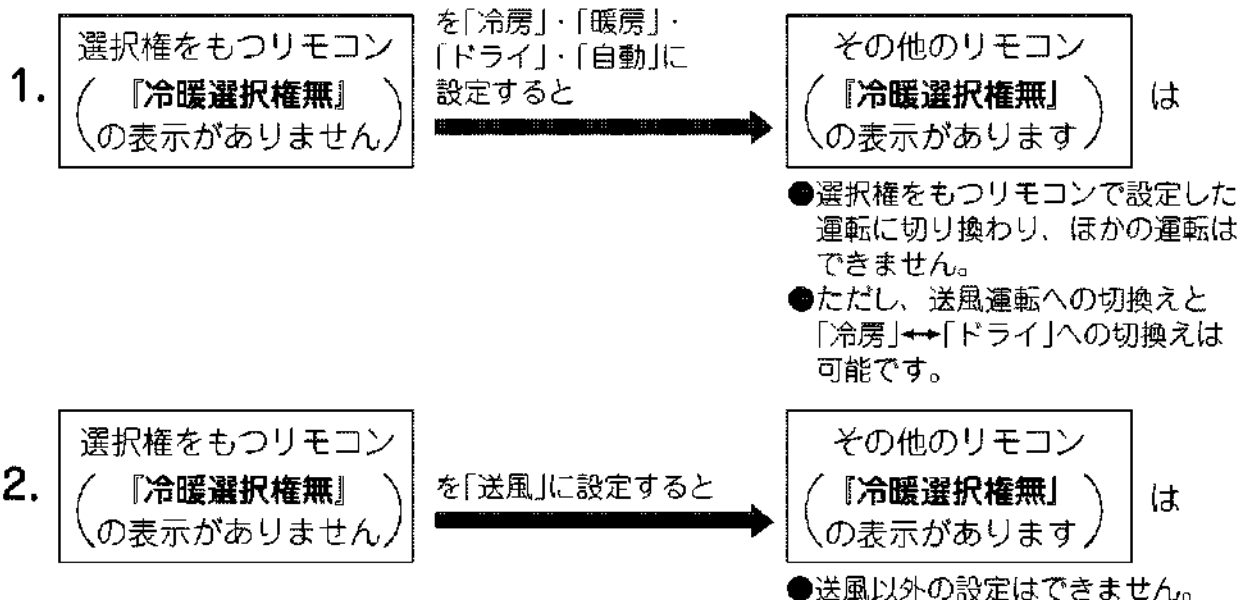 1.
選択権をもつリモコン
『冷暖選択権無』
の表示がありません
を「冷房」・「暖房」・
「ドライ」・「自動」に
設定すると
その他のリモコン
『冷暖選択権無』
の表示があります
は
●選択権をもつリモコンで設定した
運転に切り換わり、ほかの運転は
できません。
●ただし、送風運転への切換えと
「冷房」↔「ドライ」への切換えは
可能です。
2.
選択権をもつリモコン
『冷暖選択権無』
の表示がありません
を「送風」に設定すると
その他のリモコン
『冷暖選択権無』
の表示があります
は
●送風以外の設定はできません。